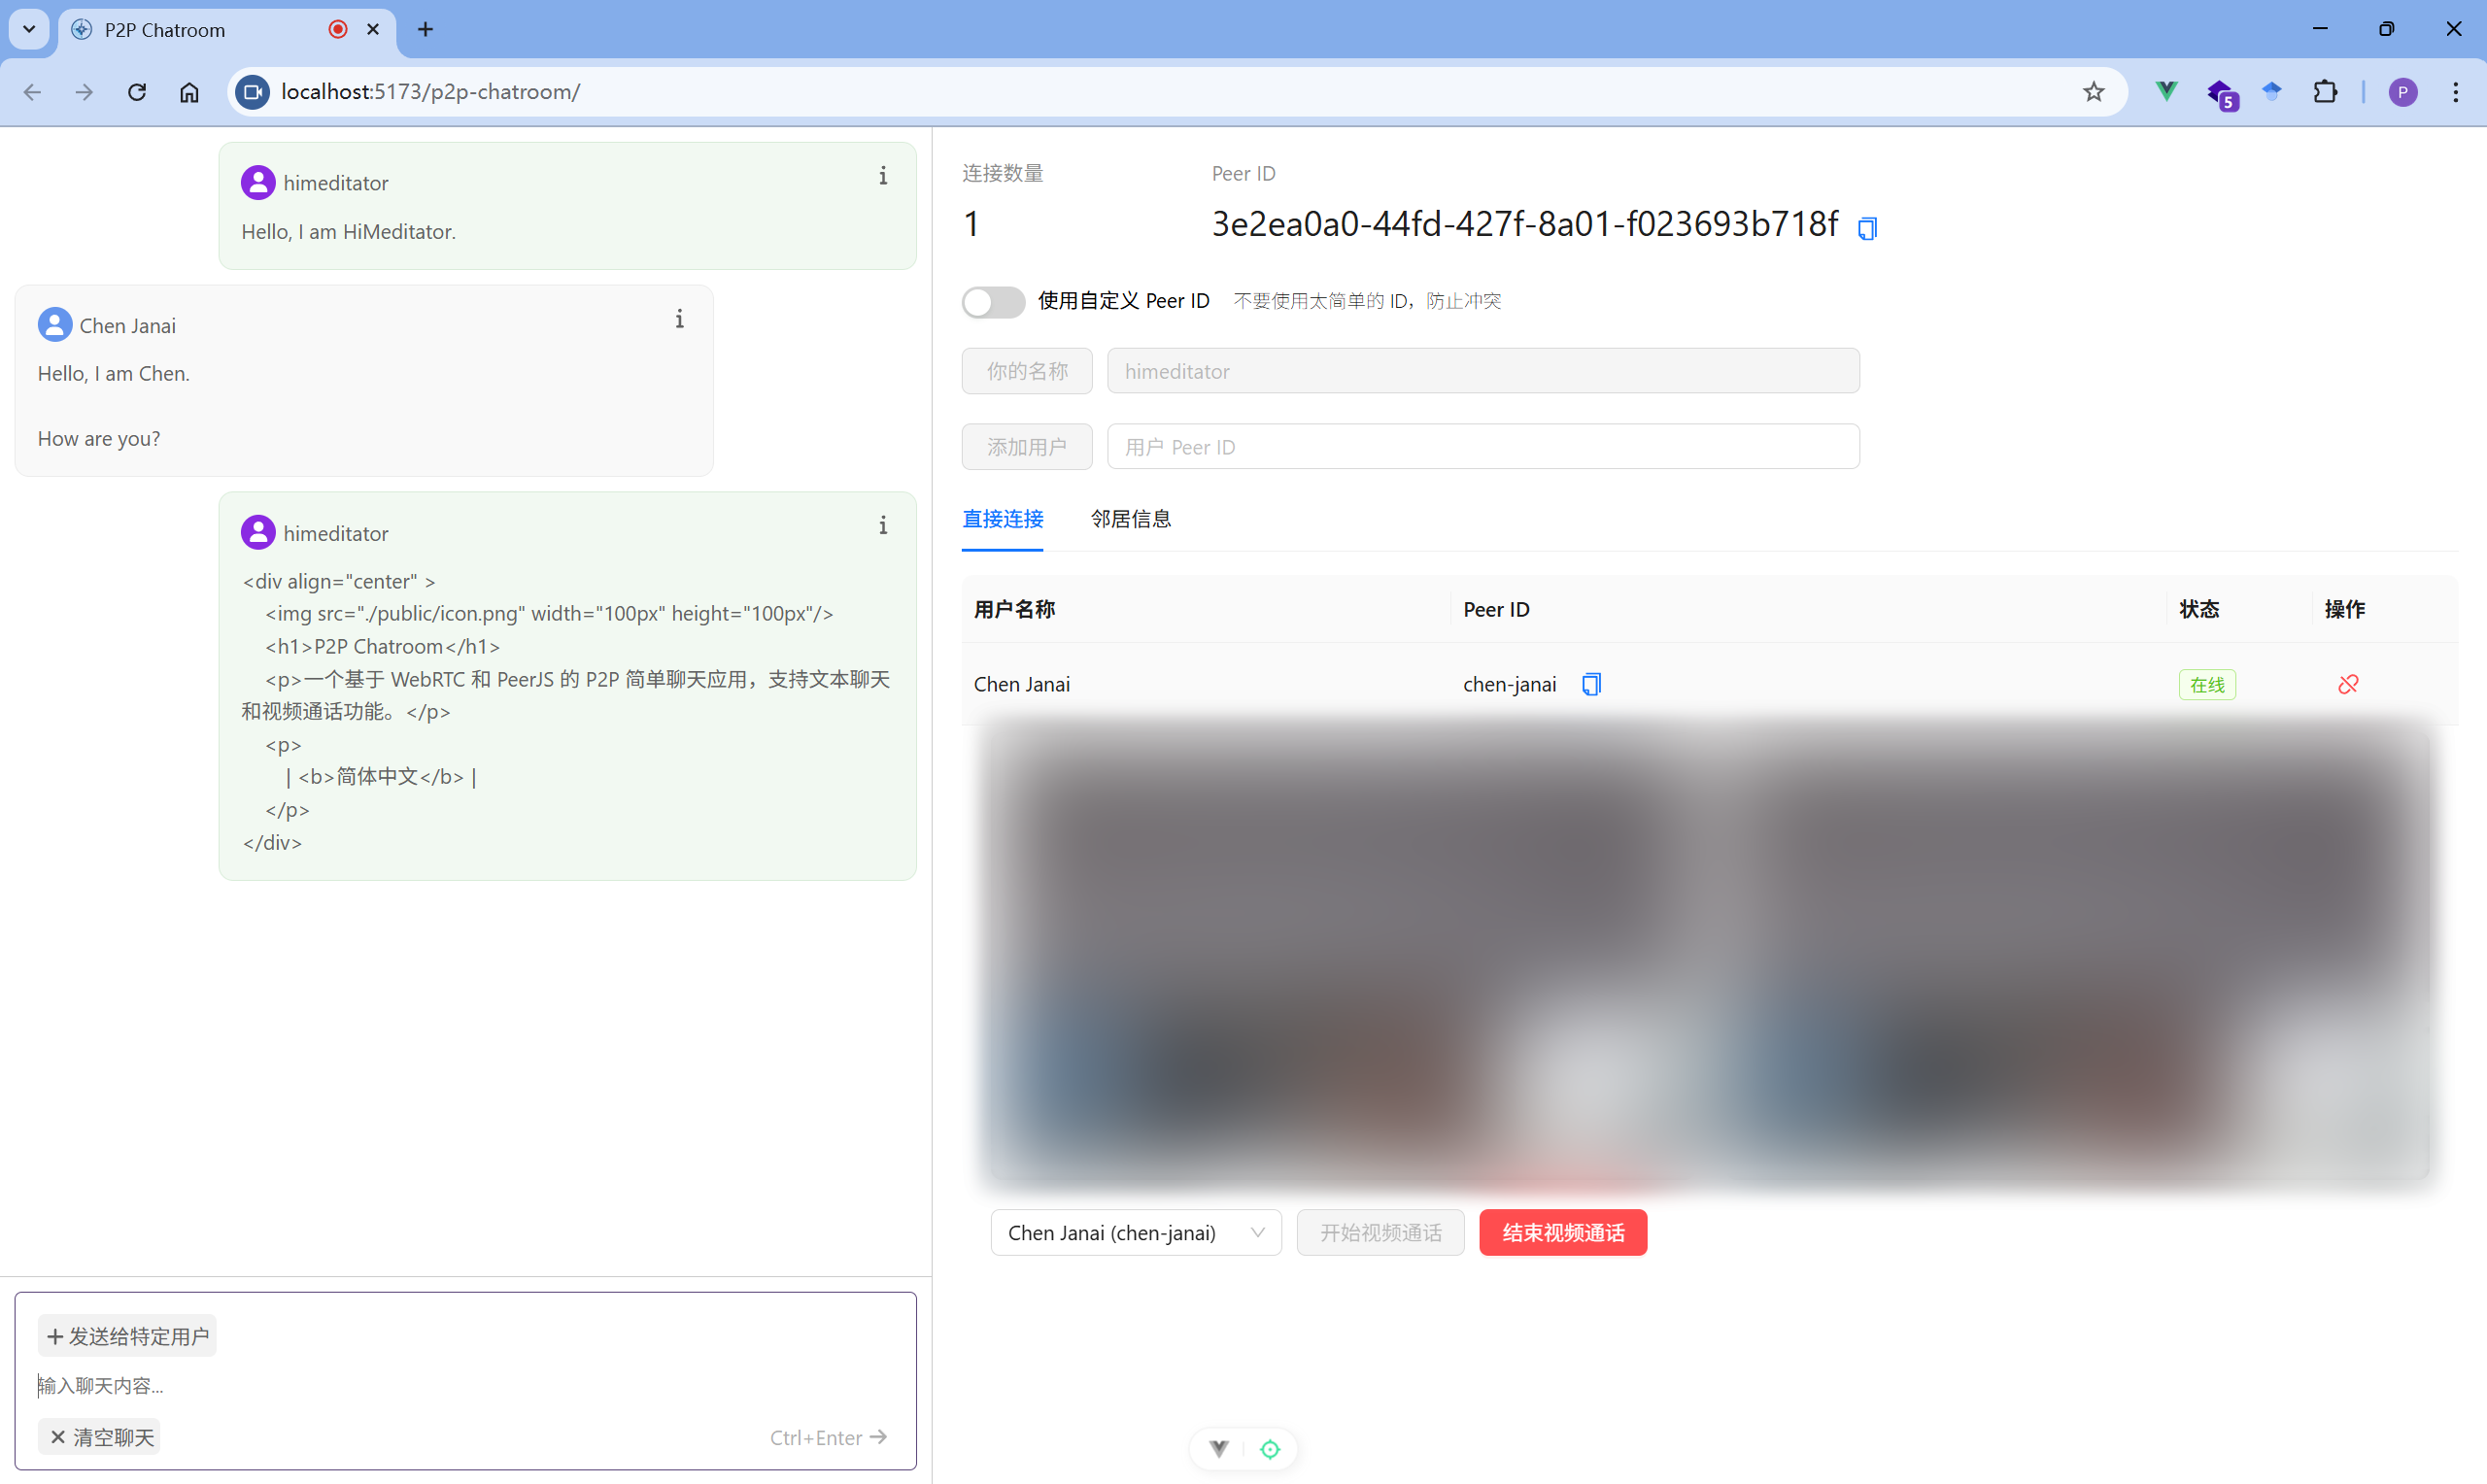 P2P Chatroom
localhost:5173/p2p-chatroom/
5
P
himeditator
Hello, I am HiMeditator.
Chen Janai
Hello, I am Chen.
How are you?
himeditator
<div align="center" >
<img src="./public/icon.png" width="100px" height="100px"/>
<h1>P2P Chatroom</h1>
<p>一个基于 WebRTC 和 PeerJS 的 P2P 简单聊天应用，支持文本聊天
和视频通话功能。</p>
<p>
| <b>简体中文</b> |
</p>
</div>
发送给特定用户
输入聊天内容...
清空聊天
Ctrl+Enter
连接数量
1
Peer ID
3e2ea0a0-44fd-427f-8a01-f023693b718f
使用自定义 Peer ID 不要使用太简单的 ID，防止冲突
你的名称 himeditator
添加用户 用户 Peer ID
直接连接 邻居信息
用户名称 Peer ID 状态 操作
Chen Janai chen-janai 在线
Chen Janai (chen-janai) 开始视频通话 结束视频通话